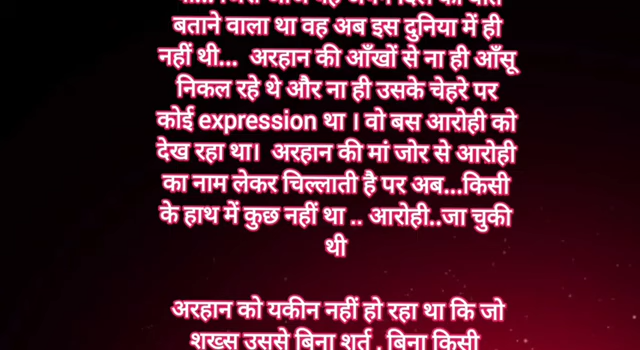 बताने वाला था वह अब इस दुनिया में ही
नहीं थी... अरहान की आँखों से ना ही आँसू
निकल रहे थे और ना ही उसके चेहरे पर
कोई expression था । वो बस आरोही को
देख रहा था। अरहान की मां जोर से आरोही
का नाम लेकर चिल्लाती है पर अब...किसी
के हाथ में कुछ नहीं था .. आरोही..जा चुकी
थी
अरहान को यकीन नहीं हो रहा था कि जो
शख्स उससे बिना शर्त , बिना किसी